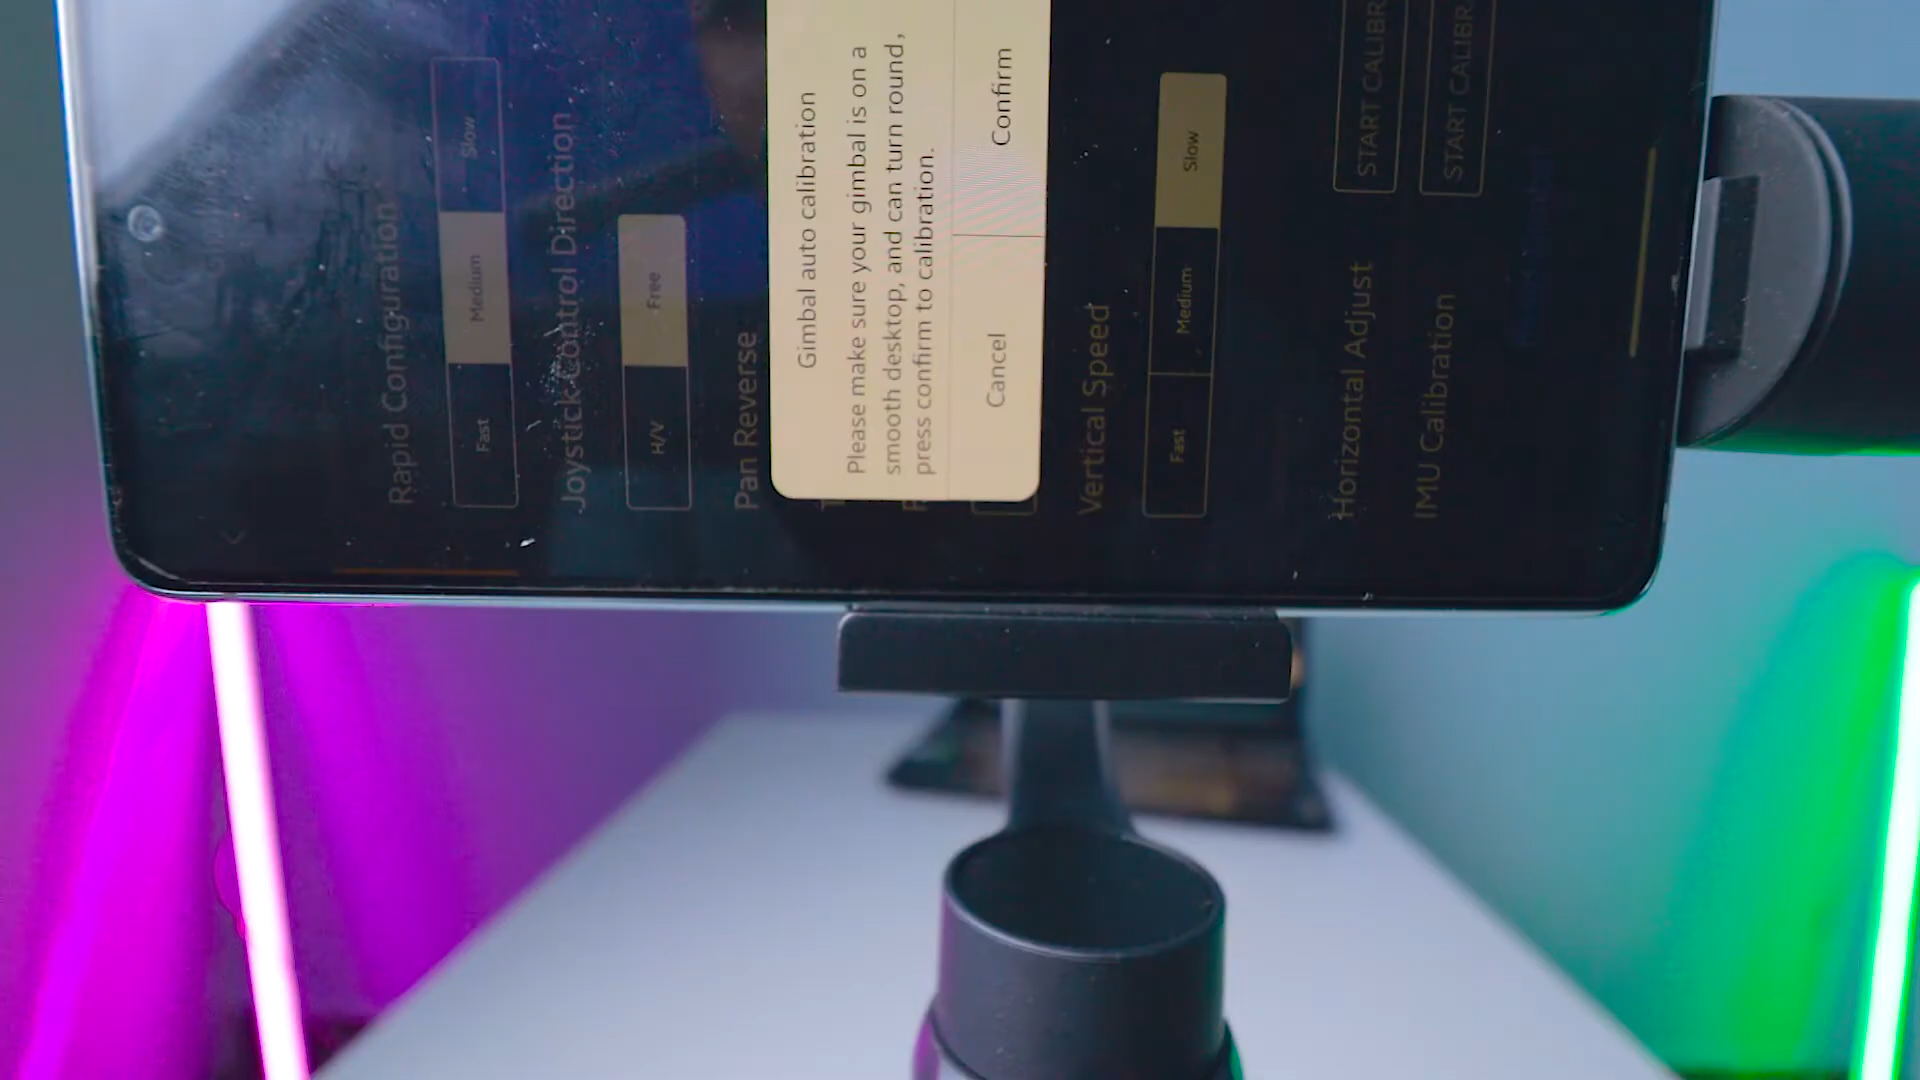 Rapid Configuration
Fast
Medium
Slow
Joystick Control Direction
H/V
Free
Pan Reverse
Gimbal auto calibration
Please make sure your gimbal is on a
smooth desktop, and can turn round,
press confirm to calibration.
Cancel
Confirm
Vertical Speed
Fast
Medium
Slow
Horizontal Adjust
START CALIBR
IMU Calibration
START CALIBR